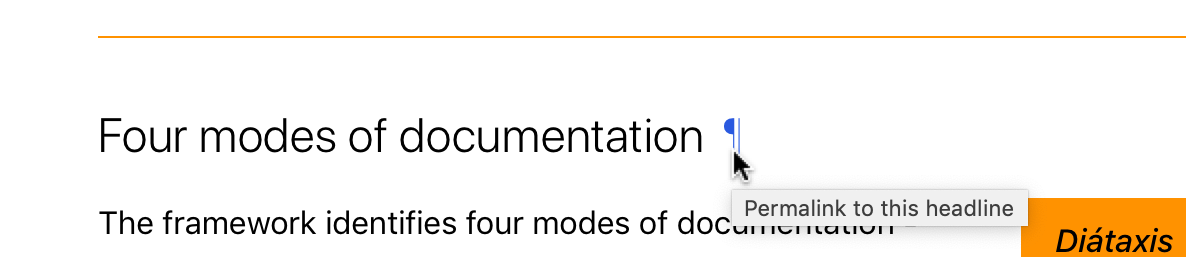 Four modes of documentation ¶
Permalink to this headline
The framework identifies four modes of documentation -
Diátaxis